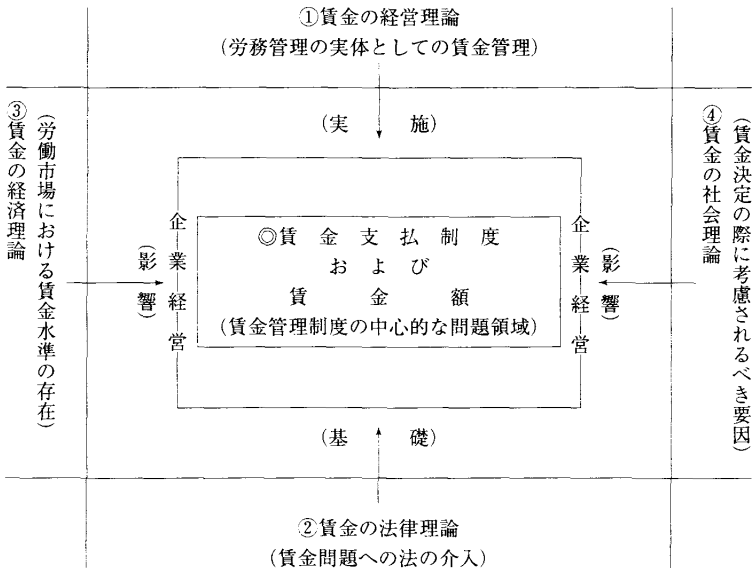 ①賃金の経営理論
(労務管理の実体としての賃金管理)
(実 施)
③賃金の経済理論
(労働市場における賃金水準の存在)
(影響)
企業経営
◎賃 金 支 払 制 度
お よ び
賃 金 額
(賃金管理制度の中心的な問題領域)
企業経営
(影響)
④賃金の社会理論
(賃金決定の際に考慮されるべき要因)
(基 礎)
②賃金の法律理論
(賃金問題への法の介入)